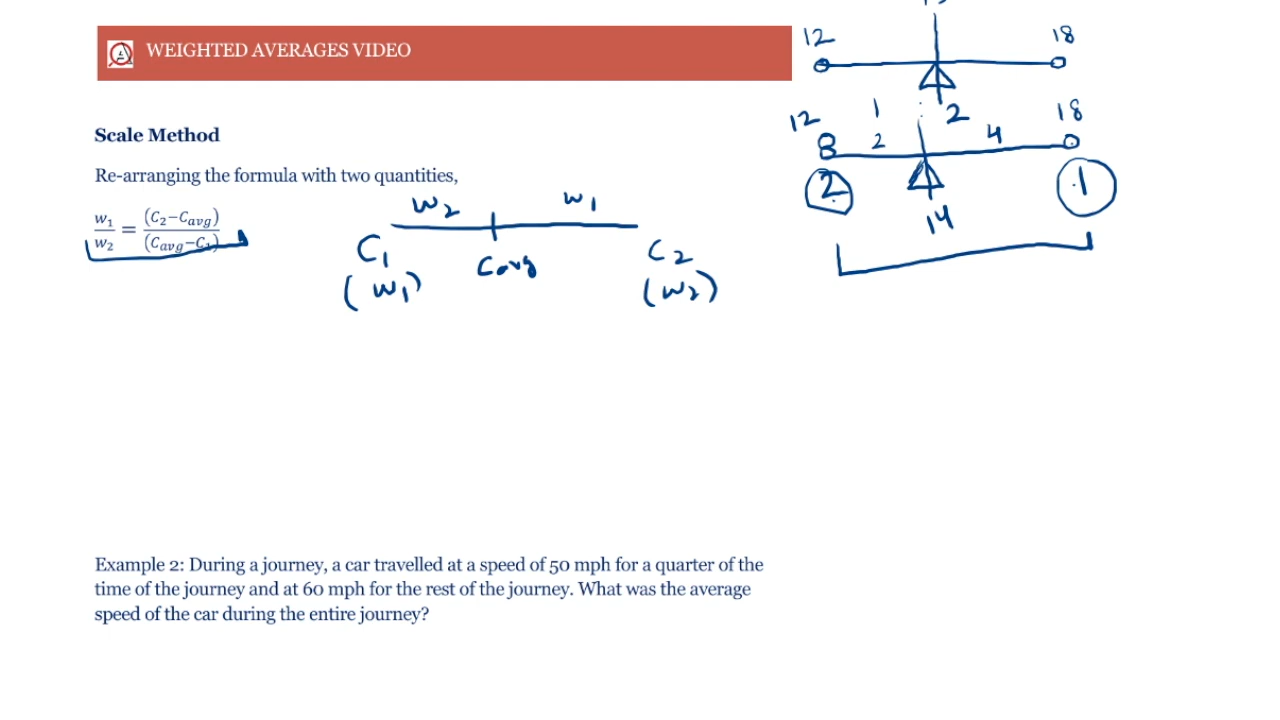 WEIGHTED AVERAGES VIDEO
12 18
Scale Method
12 1 2 18
2 4
2 1
14
Re-arranging the formula with two quantities,
w₁/w₂ = (C₂−Cavg)/(Cavg−C₁)
w₂ w₁
C₁ Cavg C₂
(w₁) (w₂)
Example 2: During a journey, a car travelled at a speed of 50 mph for a quarter of the
time of the journey and at 60 mph for the rest of the journey. What was the average
speed of the car during the entire journey?